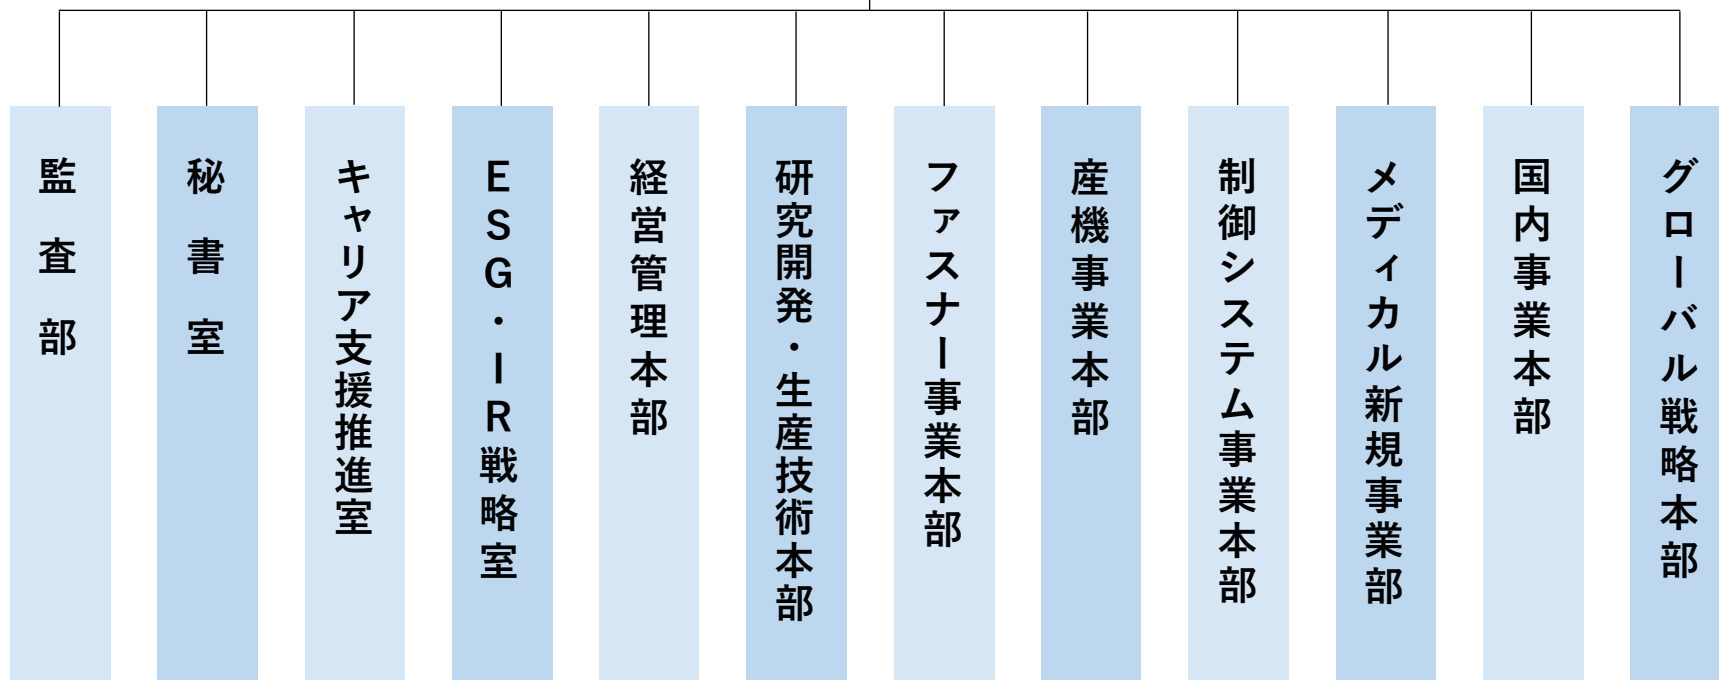 監査部
秘書室
キャリア支援推進室
ESG・IR戦略室
経営管理本部
研究開発・生産技術本部
ファスナー事業本部
産機事業本部
制御システム事業本部
メディカル新規事業部
国内事業本部
グローバル戦略本部